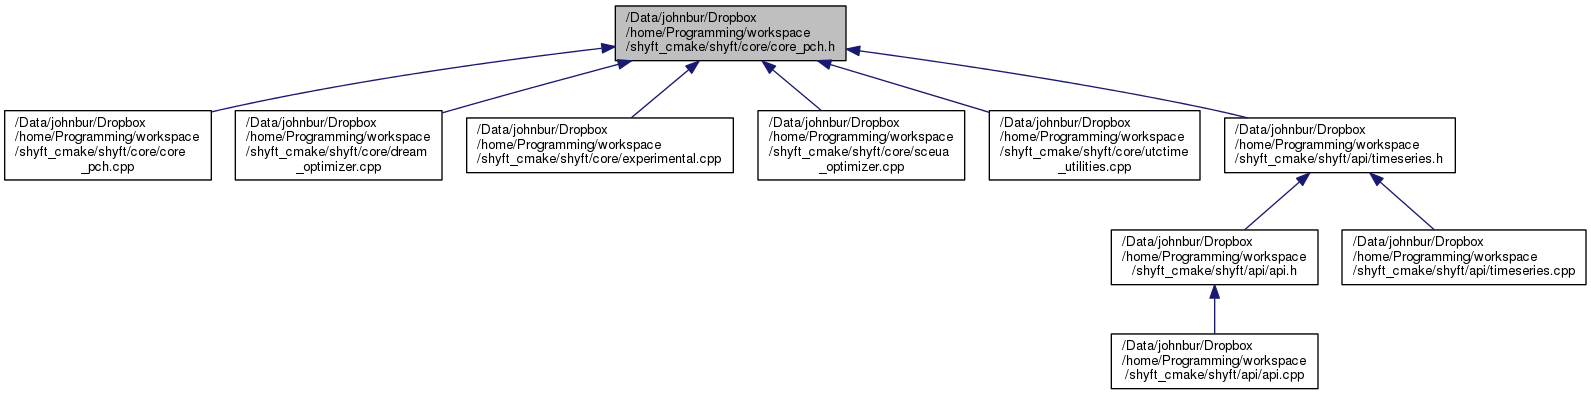 /Data/johnbur/Dropbox
/home/Programming/workspace
/shyft_cmake/shyft/core/core_pch.h
/Data/johnbur/Dropbox
/home/Programming/workspace
/shyft_cmake/shyft/core/core
_pch.cpp
/Data/johnbur/Dropbox
/home/Programming/workspace
/shyft_cmake/shyft/core/dream
_optimizer.cpp
/Data/johnbur/Dropbox
/home/Programming/workspace
/shyft_cmake/shyft/core/experimental.cpp
/Data/johnbur/Dropbox
/home/Programming/workspace
/shyft_cmake/shyft/core/sceua
_optimizer.cpp
/Data/johnbur/Dropbox
/home/Programming/workspace
/shyft_cmake/shyft/core/utctime
_utilities.cpp
/Data/johnbur/Dropbox
/home/Programming/workspace
/shyft_cmake/shyft/api/timeseries.h
/Data/johnbur/Dropbox
/home/Programming/workspace
/shyft_cmake/shyft/api/api.h
/Data/johnbur/Dropbox
/home/Programming/workspace
/shyft_cmake/shyft/api/timeseries.cpp
/Data/johnbur/Dropbox
/home/Programming/workspace
/shyft_cmake/shyft/api/api.cpp